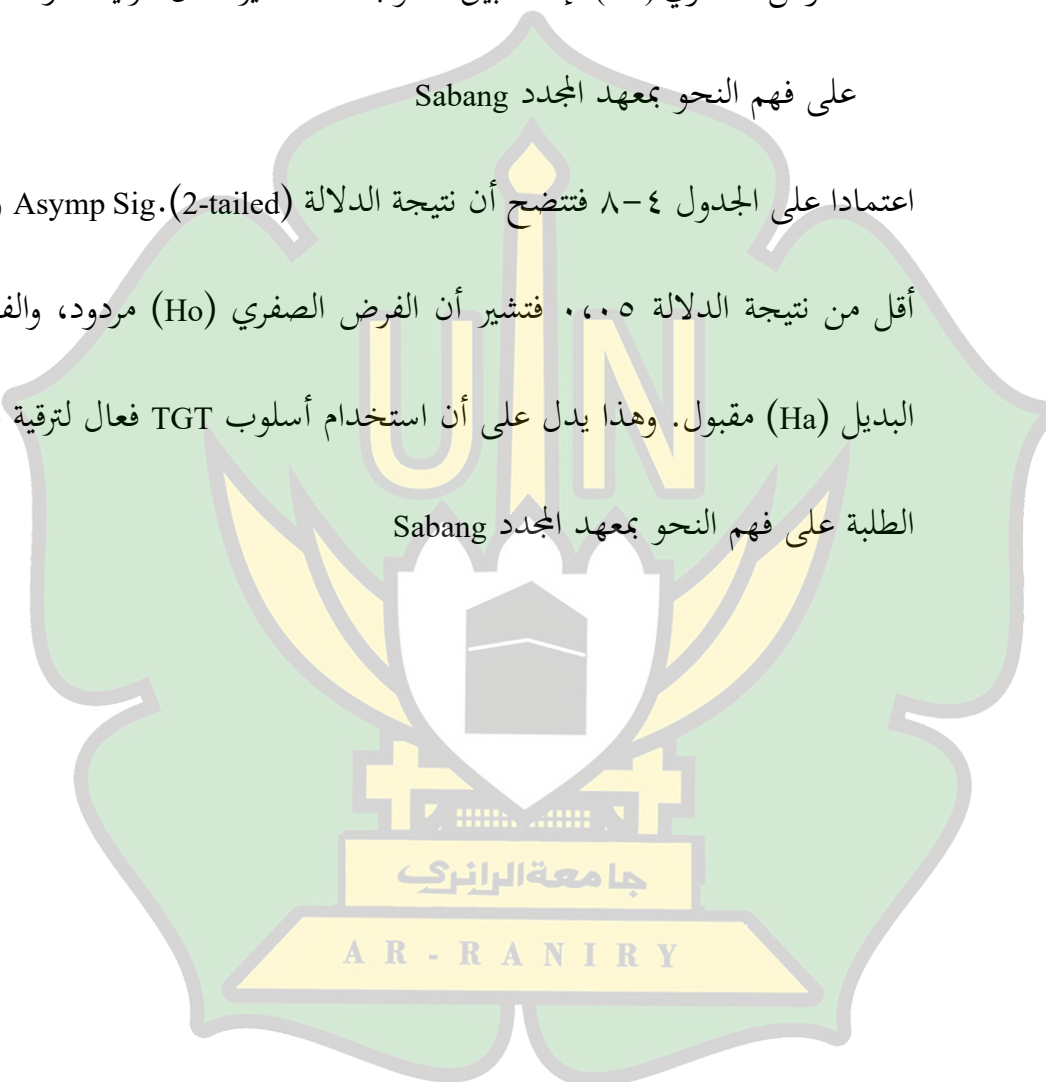 على فهم النحو بمعهد المجدد Sabang
اعتمادا على الجدول ٤-٨ فتتضح أن نتيجة الدلالة Asymp Sig.(2-tailed)
أقل من نتيجة الدلالة ٠،٠٥ فتشير أن الفرض الصفري (Ho) مردود،
البديل (Ha) مقبول. وهذا يدل على أن استخدام أسلوب TGT فعال لترقية
الطلبة على فهم النحو بمعهد المجدد Sabang
UIN
جامعة الرانري
AR-RANIRY